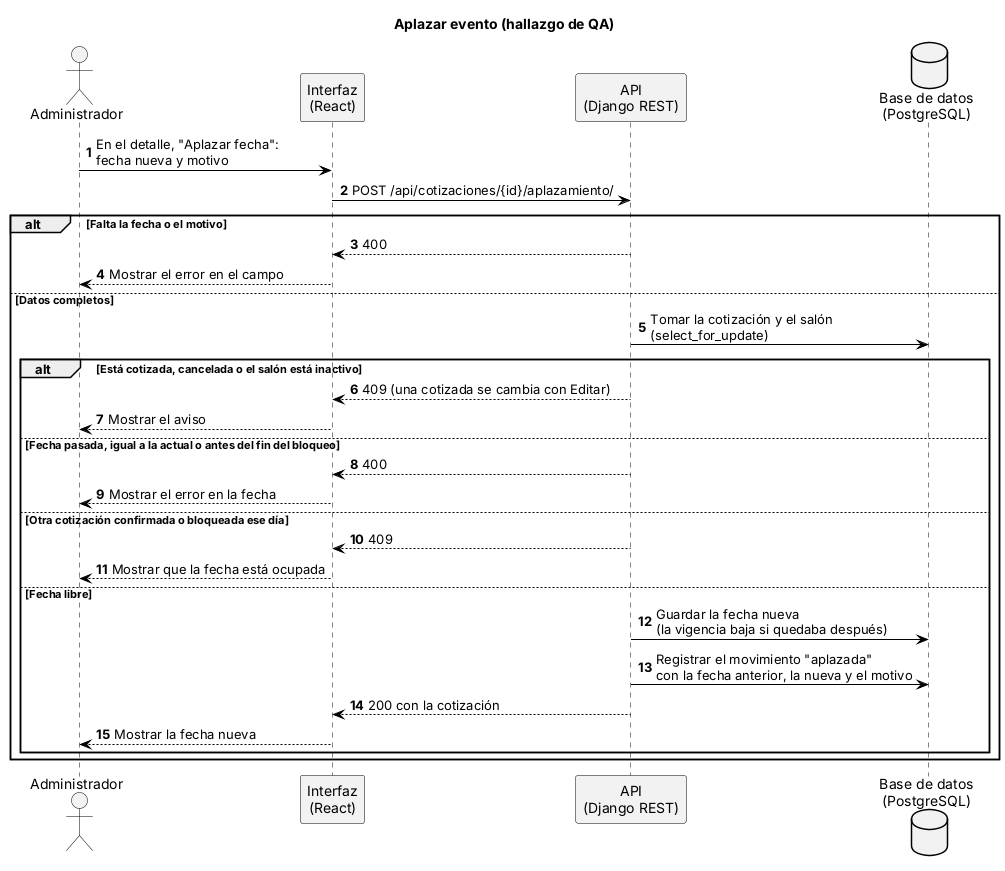 Aplazar evento (hallazgo de QA)
Administrador
Interfaz
(React)
API
(Django REST)
Base de datos
(PostgreSQL)
1 En el detalle, "Aplazar fecha":
fecha nueva y motivo
2 POST /api/cotizaciones/{id}/aplazamiento/
alt [Falta la fecha o el motivo]
3 400
4 Mostrar el error en el campo
[Datos completos]
5 Tomar la cotización y el salón
(select_for_update)
alt [Está cotizada, cancelada o el salón está inactivo]
6 409 (una cotizada se cambia con Editar)
7 Mostrar el aviso
[Fecha pasada, igual a la actual o antes del fin del bloqueo]
8 400
9 Mostrar el error en la fecha
[Otra cotización confirmada o bloqueada ese día]
10 409
11 Mostrar que la fecha está ocupada
[Fecha libre]
12 Guardar la fecha nueva
(la vigencia baja si quedaba después)
13 Registrar el movimiento "aplazada"
con la fecha anterior, la nueva y el motivo
14 200 con la cotización
15 Mostrar la fecha nueva
Administrador
Interfaz
(React)
API
(Django REST)
Base de datos
(PostgreSQL)